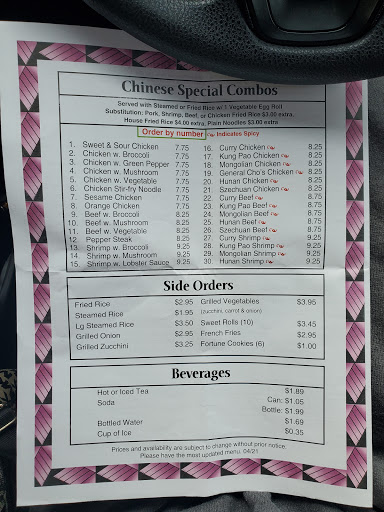 Chinese Special Combos
Served with Steamed or Fried Rice w/1 Vegetable Egg Roll
Substitution: Pork, Shrimp, Beef, or Chicken Fried Rice $3.00 extra,
House Fried Rice $4.00 extra, Plain Noodles $3.00 extra
Order by number Indicates Spicy
1. Sweet & Sour Chicken 7.75 16. Curry Chicken 8.25
2. Chicken w. Broccoli 7.75 17. Kung Pao Chicken 8.25
3. Chicken w. Green Pepper 7.75 18. Mongolian Chicken 8.25
4. Chicken w. Mushroom 7.75 19. General Cho's Chicken 8.25
5. Chicken w. Vegetable 7.75 20. Hunan Chicken 8.25
6. Chicken Stir-fry Noodle 7.75 21. Szechuan Chicken 8.25
7. Sesame Chicken 7.75 22. Curry Beef 8.75
8. Orange Chicken 7.75 23. Kung Pao Beef 8.75
9. Beef w. Broccoli 8.25 24. Mongolian Beef 8.75
10. Beef w. Mushroom 8.25 25. Hunan Beef 8.75
11. Beef w. Vegetable 8.25 26. Szechuan Beef 8.75
12. Pepper Steak 8.25 27. Curry Shrimp 9.25
13. Shrimp w. Broccoli 9.25 28. Kung Pao Shrimp 9.25
14. Shrimp w. Mushroom 9.25 29. Mongolian Shrimp 9.25
15. Shrimp w. Lobster Sauce 9.25 30. Hunan Shrimp 9.25
Side Orders
Fried Rice $2.95 Grilled Vegetables $3.95
Steamed Rice $1.95 (zucchini, carrot & onion)
Lg Steamed Rice $3.50 Sweet Rolls (10) $3.45
Grilled Onion $2.95 French Fries $2.95
Grilled Zucchini $3.25 Fortune Cookies (6) $1.00
Beverages
Hot or Iced Tea $1.89
Soda Can: $1.05
Bottle: $1.99
Bottled Water $1.69
Cup of Ice $0.35
Prices and availability are subject to change without prior notice.
Please have the most updated menu. 04/21